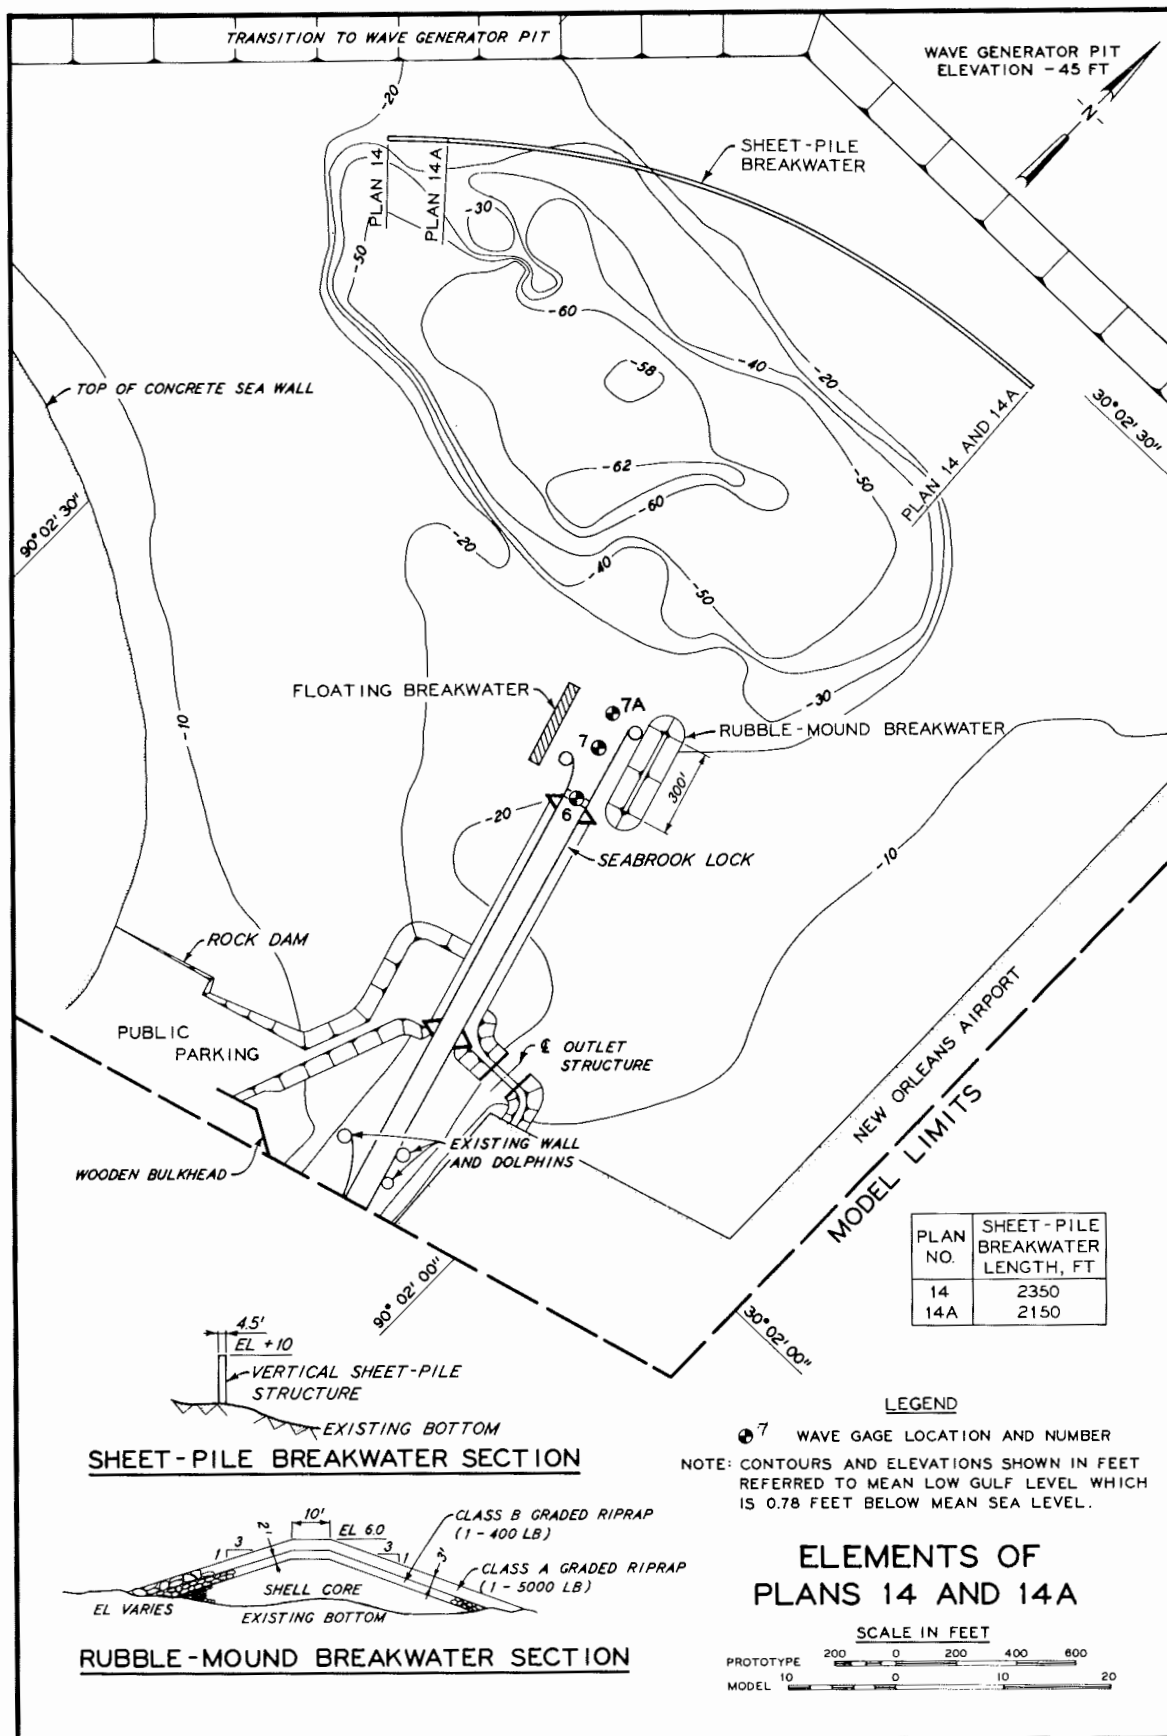 TRANSITION TO WAVE GENERATOR PIT
WAVE GENERATOR PIT
ELEVATION -45 FT
N
-20
SHEET-PILE
BREAKWATER
PLAN 14
PLAN 14A
-30
-50
-60
-58
-40
-20
TOP OF CONCRETE SEA WALL
30° 02' 30"
PLAN 14 AND 14A
-62
-50
-60
90° 02' 30"
-20
-40
-50
-30
FLOATING BREAKWATER
7A
RUBBLE-MOUND BREAKWATER
-10
7
300'
6
-20
SEABROOK LOCK
-10
ROCK DAM
PUBLIC
PARKING
℄ OUTLET
STRUCTURE
NEW ORLEANS AIRPORT
MODEL LIMITS
EXISTING WALL
AND DOLPHINS
WOODEN BULKHEAD
PLAN NO.
SHEET-PILE BREAKWATER LENGTH, FT
14 2350
14A 2150
90° 02' 00"
30° 02' 00"
4.5'
EL +10
VERTICAL SHEET-PILE
STRUCTURE
EXISTING BOTTOM
SHEET-PILE BREAKWATER SECTION
LEGEND
7 WAVE GAGE LOCATION AND NUMBER
NOTE: CONTOURS AND ELEVATIONS SHOWN IN FEET
REFERRED TO MEAN LOW GULF LEVEL WHICH
IS 0.78 FEET BELOW MEAN SEA LEVEL.
10'
EL 6.0
2'
3
1
3
1
3'
CLASS B GRADED RIPRAP
(1-400 LB)
CLASS A GRADED RIPRAP
(1-5000 LB)
SHELL CORE
EL VARIES
EXISTING BOTTOM
RUBBLE-MOUND BREAKWATER SECTION
ELEMENTS OF
PLANS 14 AND 14A
SCALE IN FEET
PROTOTYPE 200 0 200 400 600
MODEL 10 0 10 20